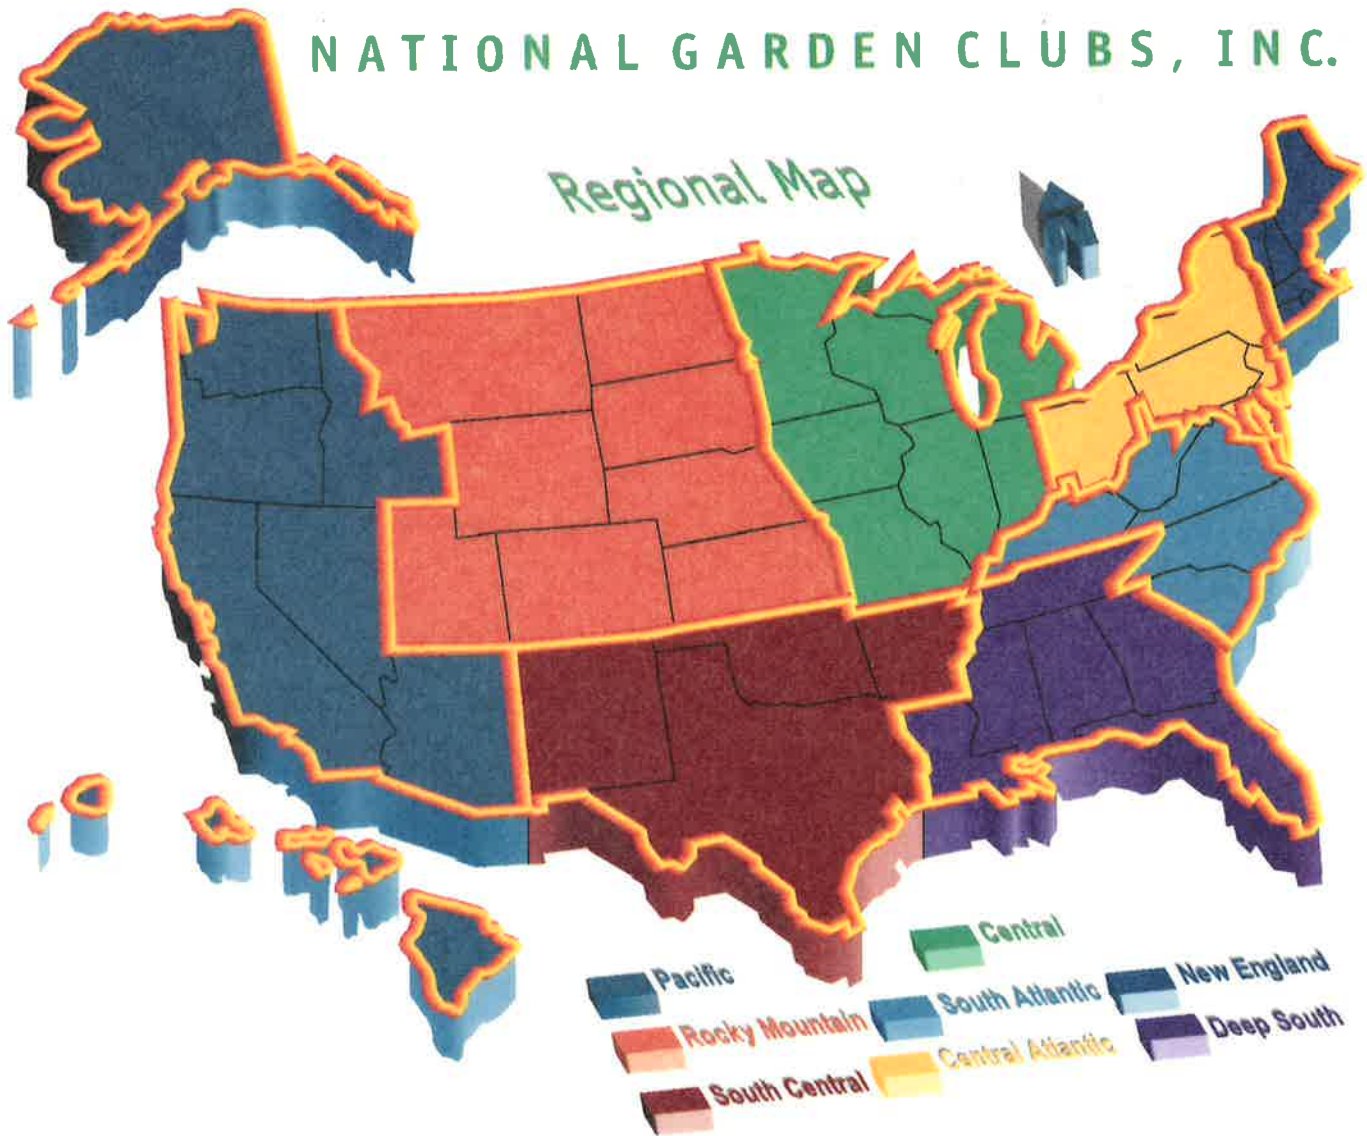 NATIONAL GARDEN CLUBS, INC.
Regional Map
Central
Pacific
South Atlantic
New England
Rocky Mountain
Central Atlantic
Deep South
South Central